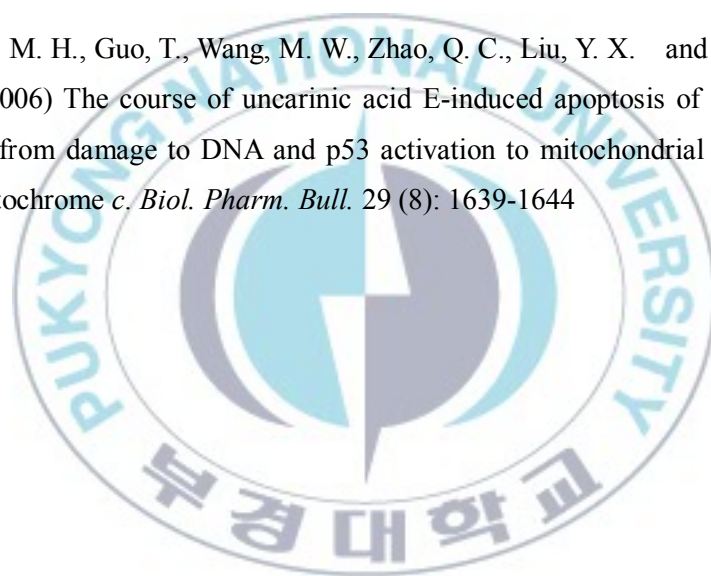 M. H., Guo, T., Wang, M. W., Zhao, Q. C., Liu, Y. X. and
006) The course of uncarinic acid E-induced apoptosis of
from damage to DNA and p53 activation to mitochondrial
tochrome c. Biol. Pharm. Bull. 29 (8): 1639-1644
PUKYONG NATIONAL UNIVERSITY
부경대학교